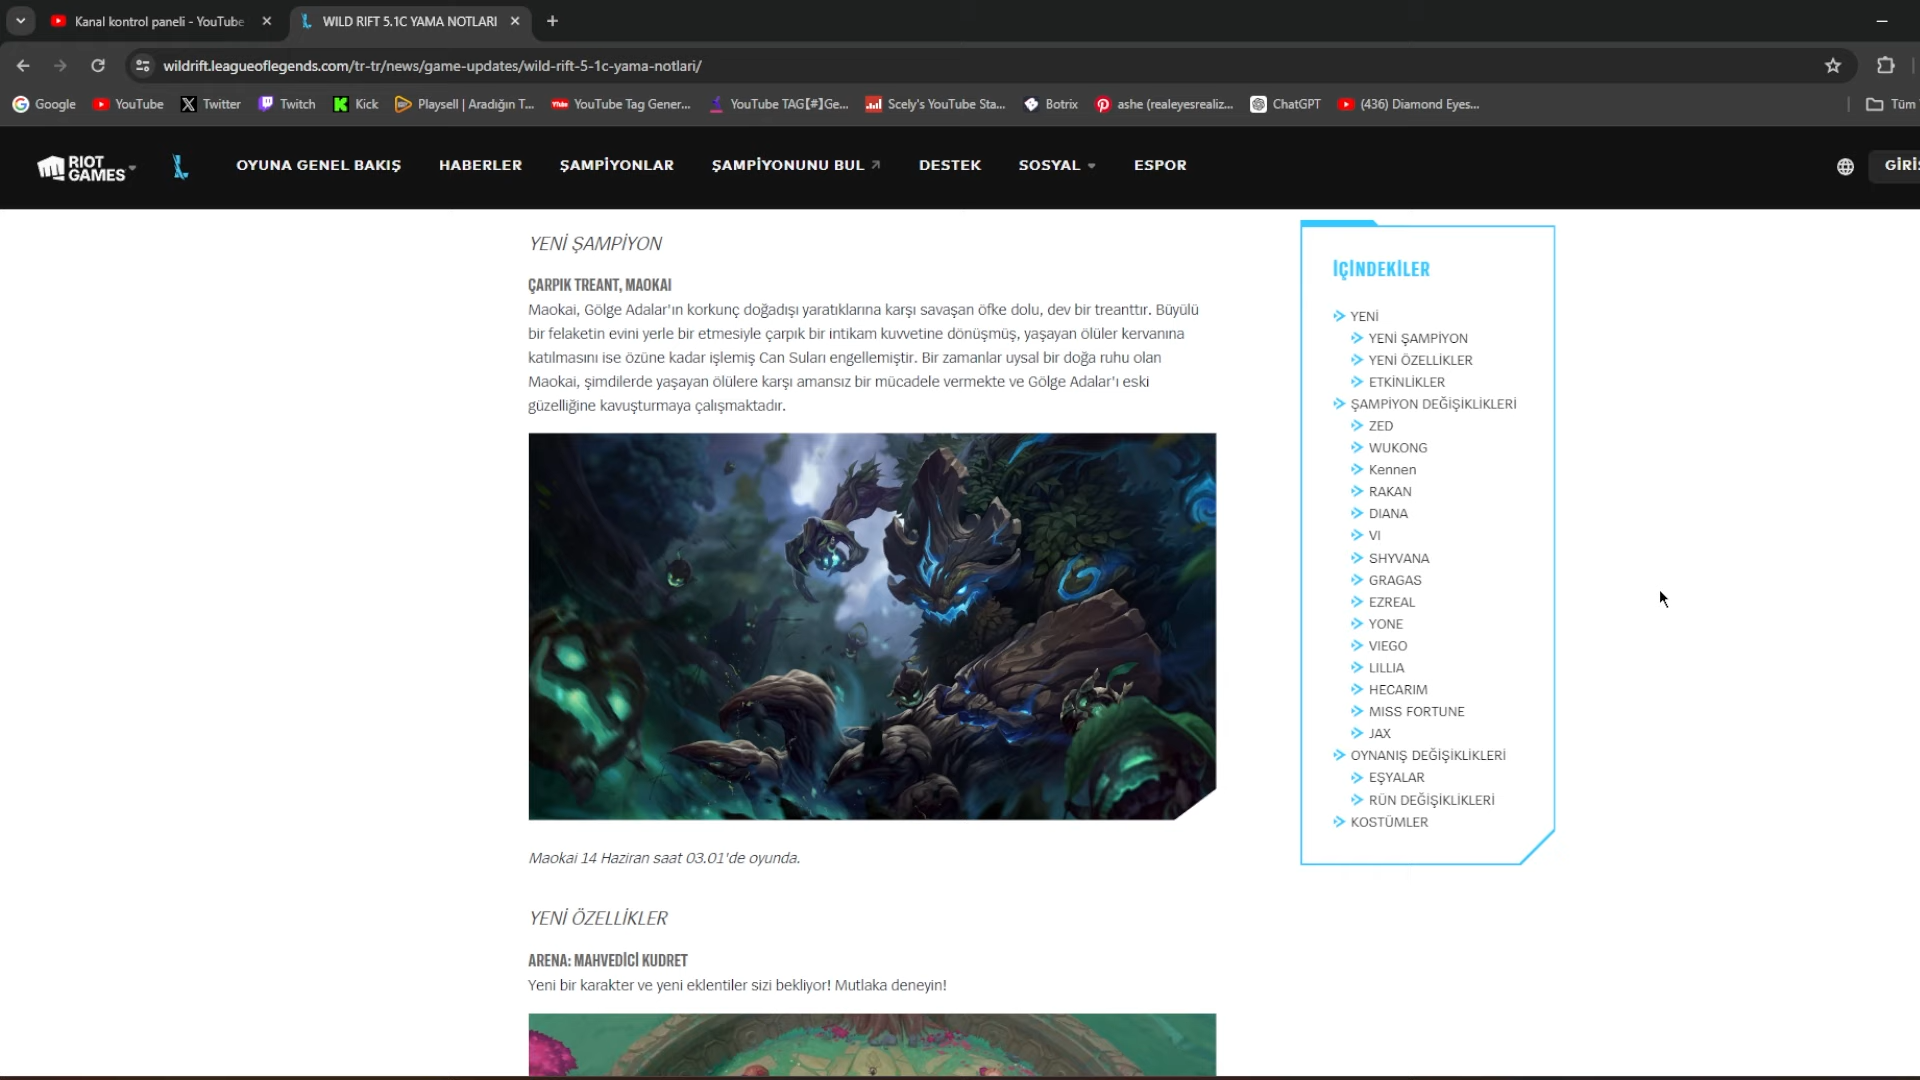 Kanal kontrol paneli - YouTube
WILD RIFT 5.1C YAMA NOTLARI
wildrift.leagueoflegends.com/tr-tr/news/game-updates/wild-rift-5-1c-yama-notlari/
Google YouTube Twitter Twitch Kick Playsell | Aradığın T... YouTube Tag Gener... YouTube TAG【#】Ge... Scely's YouTube Sta... Botrix ashe (realeyesrealiz... ChatGPT (436) Diamond Eyes... Tüm
RIOT GAMES OYUNA GENEL BAKIŞ HABERLER ŞAMPİYONLAR ŞAMPİYONUNU BUL DESTEK SOSYAL ESPOR GİRİŞ
YENİ ŞAMPİYON
ÇARPIK TREANT, MAOKAI
Maokai, Gölge Adalar'ın korkunç doğadışı yaratıklarına karşı savaşan öfke dolu, dev bir treanttır. Büyülü
bir felaketin evini yerle bir etmesiyle çarpık bir intikam kuvvetine dönüşmüş, yaşayan ölüler kervanına
katılmasını ise özüne kadar işlemiş Can Suları engellemiştir. Bir zamanlar uysal bir doğa ruhu olan
Maokai, şimdilerde yaşayan ölülere karşı amansız bir mücadele vermekte ve Gölge Adalar'ı eski
güzelliğine kavuşturmaya çalışmaktadır.
Maokai 14 Haziran saat 03.01'de oyunda.
YENİ ÖZELLİKLER
ARENA: MAHVEDİCİ KUDRET
Yeni bir karakter ve yeni eklentiler sizi bekliyor! Mutlaka deneyin!
İÇİNDEKİLER
YENİ
YENİ ŞAMPİYON
YENİ ÖZELLİKLER
ETKİNLİKLER
ŞAMPİYON DEĞİŞİKLİKLERİ
ZED
WUKONG
Kennen
RAKAN
DIANA
VI
SHYVANA
GRAGAS
EZREAL
YONE
VIEGO
LILLIA
HECARIM
MISS FORTUNE
JAX
OYNANIŞ DEĞİŞİKLİKLERİ
EŞYALAR
RÜN DEĞİŞİKLİKLERİ
KOSTÜMLER